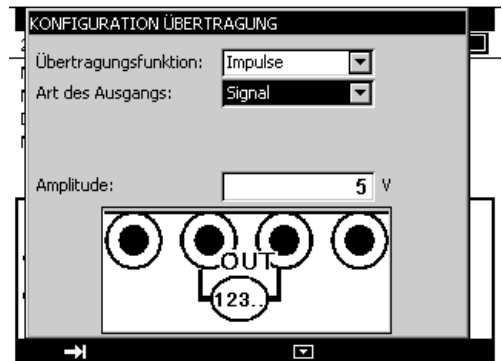 KONFIGURATION ÜBERTRAGUNG
Übertragungsfunktion: Impulse
Art des Ausgangs: Signal
Amplitude: 5 V
OUT
123..